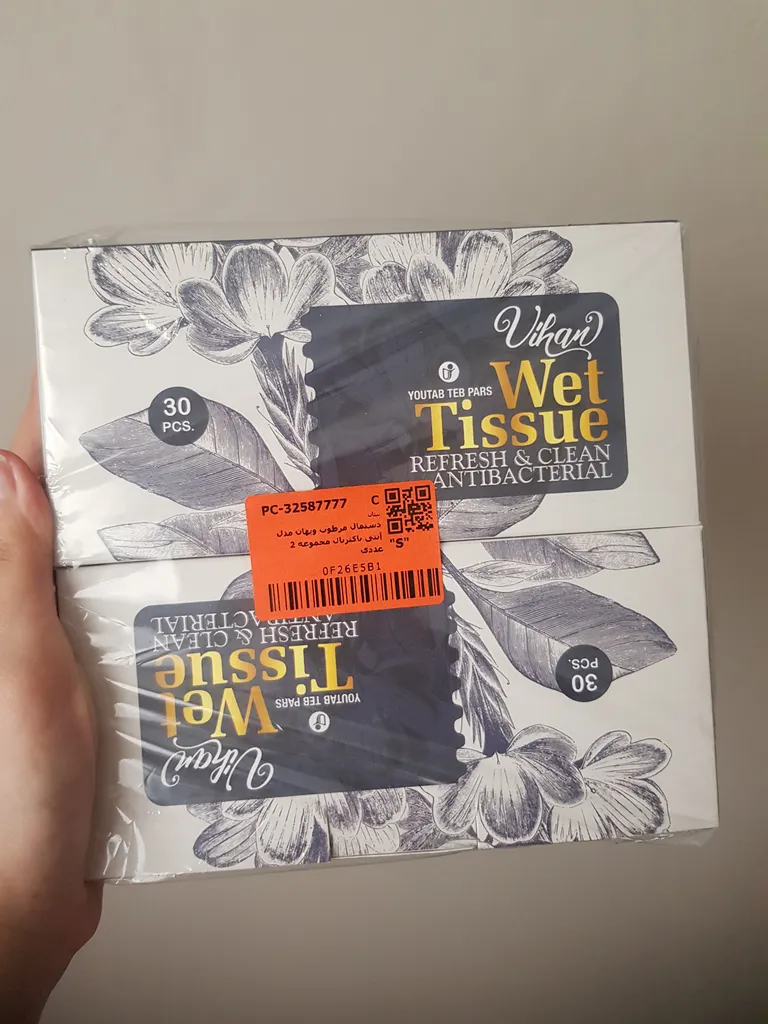 Vihan
YOUTAB TEB PARS
Wet
Tissue
REFRESH & CLEAN
ANTIBACTERIAL
30
PCS.
PC-32587777 C
دستمال مرطوب ویهان مدل
آنتی باکتریال مجموعه 2
عددی
"S"
0F26E5B1
ANTIBACTERIAL
REFRESH & CLEAN
Tissue
Wet
YOUTAB TEB PARS
Vihan
30
PCS.